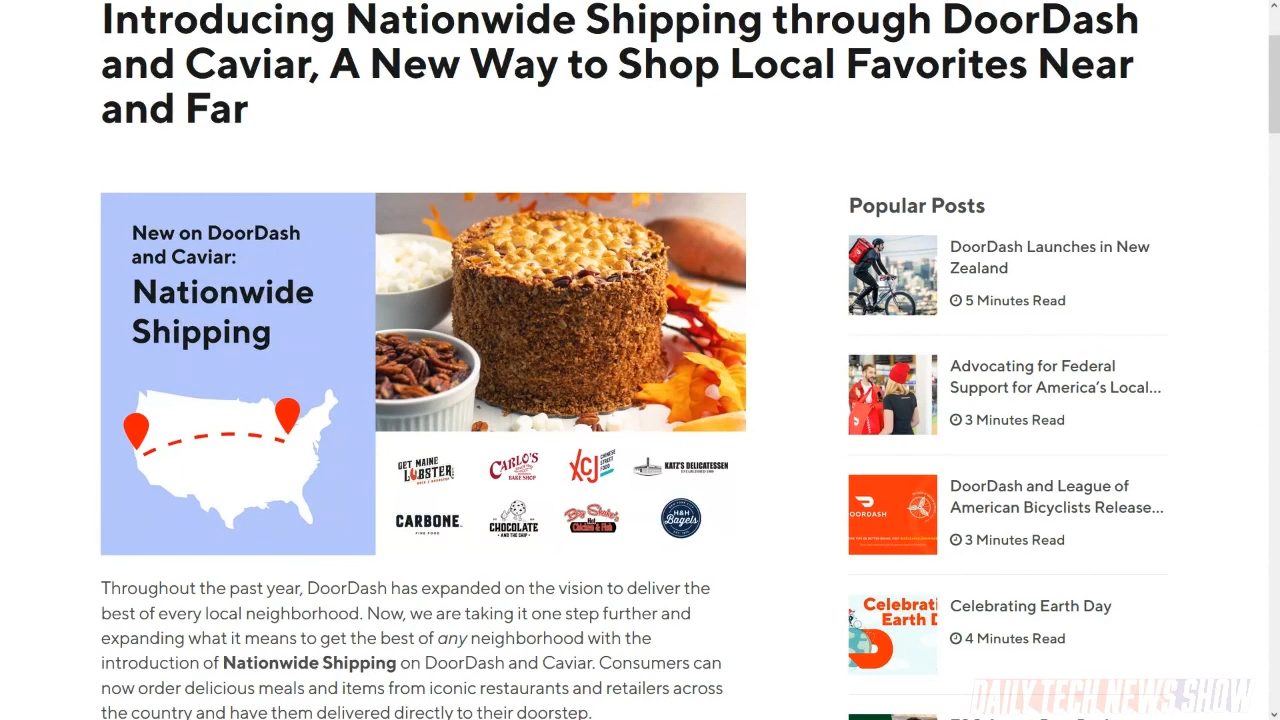 Introducing Nationwide Shipping through DoorDash
and Caviar, A New Way to Shop Local Favorites Near
and Far
New on DoorDash
and Caviar:
Nationwide
Shipping
GET MAINE
LOBSTER
CARLO'S
BAKE SHOP
XCJ
CHINESE
STREET
FOOD
KATZ'S DELICATESSEN
ESTABLISHED 1888
CARBONE
FINE FOOD
CHOCOLATE
• AND THE CHIP •
Big Shake's
Hot
Chicken & Fish
H&H
Bagels
Throughout the past year, DoorDash has expanded on the vision to deliver the
best of every local neighborhood. Now, we are taking it one step further and
expanding what it means to get the best of any neighborhood with the
introduction of Nationwide Shipping on DoorDash and Caviar. Consumers can
now order delicious meals and items from iconic restaurants and retailers across
the country and have them delivered directly to their doorstep.
Popular Posts
DoorDash Launches in New
Zealand
5 Minutes Read
Advocating for Federal
Support for America's Local...
3 Minutes Read
OORDASH
DoorDash and League of
American Bicyclists Release...
3 Minutes Read
Celebrati
Earth D
Celebrating Earth Day
4 Minutes Read
DAILY TECH NEWS SHOW